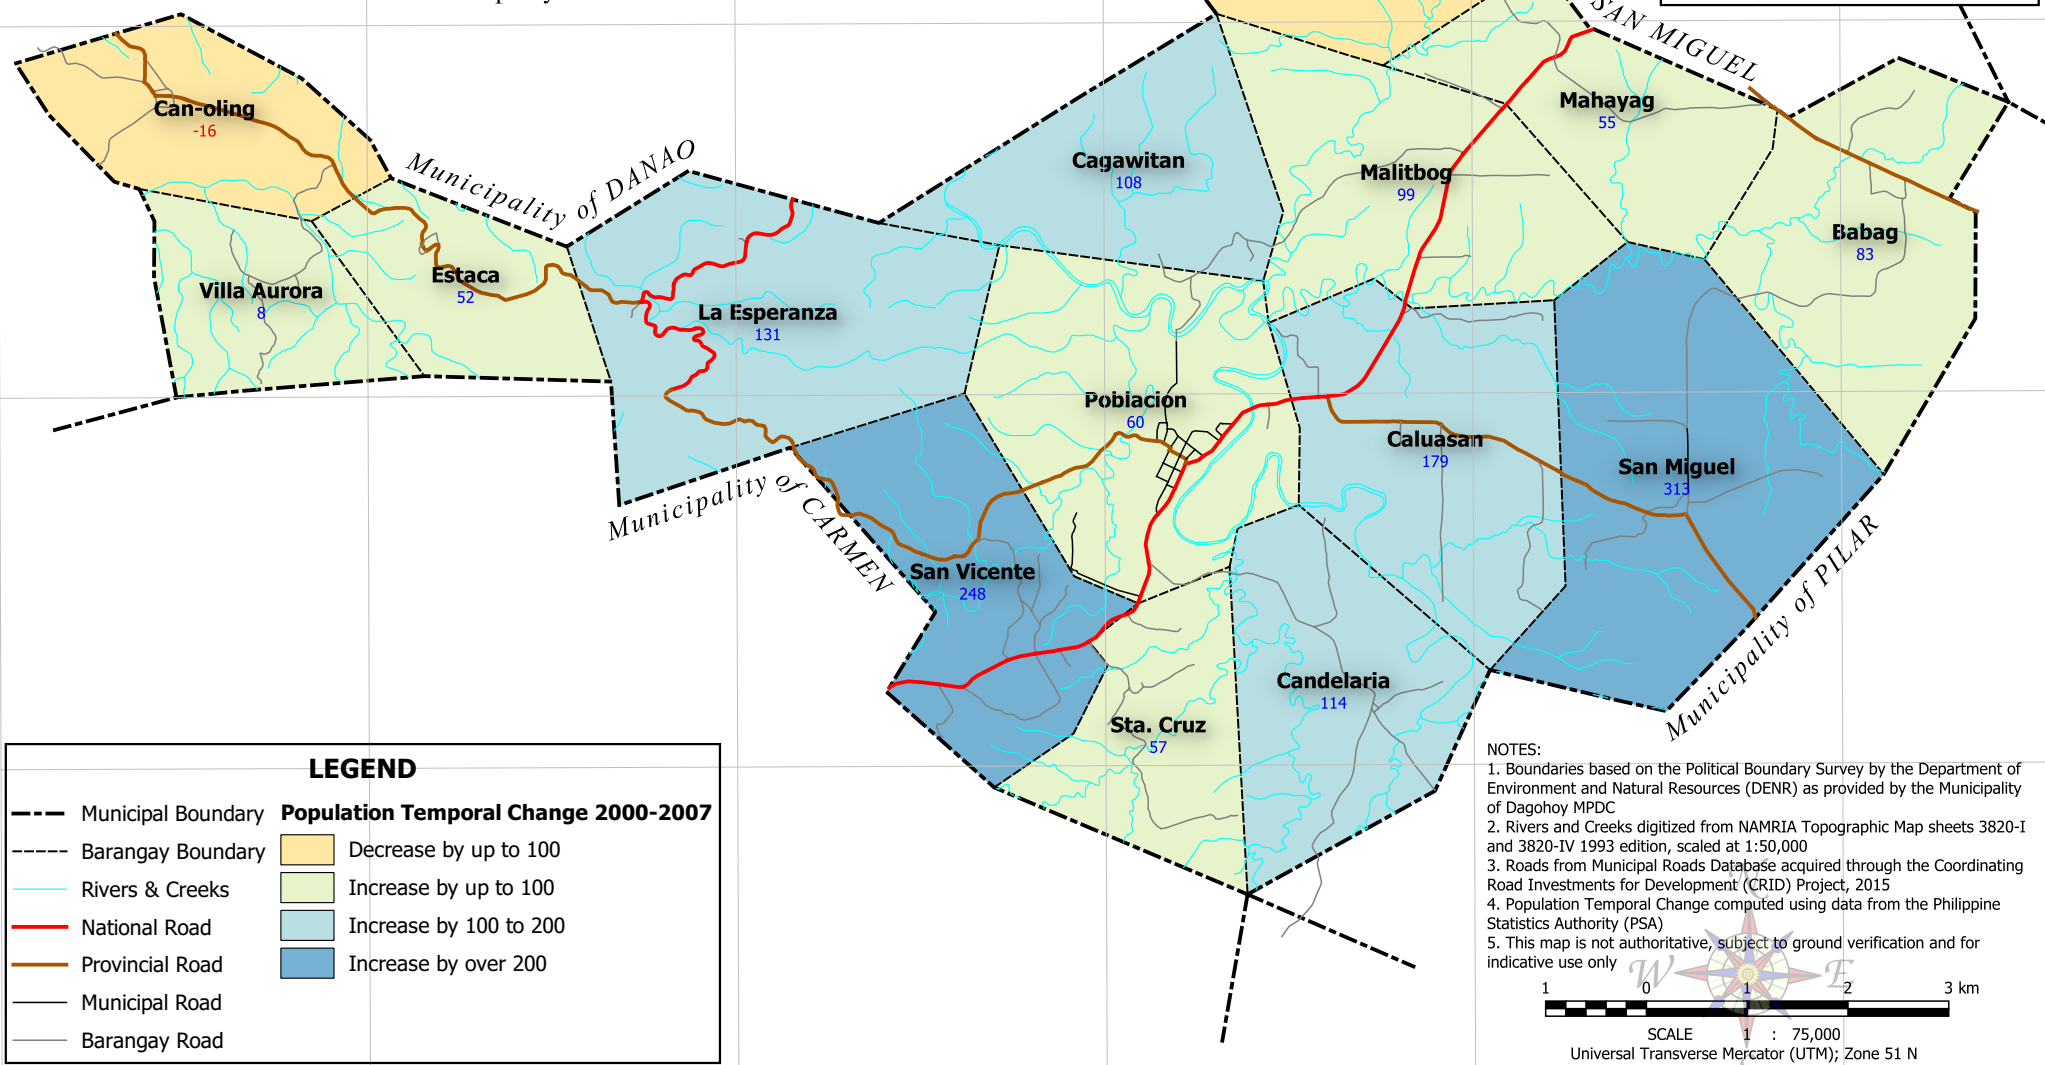 SAN MIGUEL
Can-oling
-16
Mahayag
55
Municipality of DANAO
Cagawitan
108
Malitbog
99
Babag
83
Estaca
52
Villa Aurora
8
La Esperanza
131
Poblacion
60
Caluasan
179
San Miguel
313
Municipality of CARMEN
San Vicente
248
Municipality of PILAR
Candelaria
114
Sta. Cruz
57
LEGEND
Municipal Boundary
Barangay Boundary
Rivers & Creeks
National Road
Provincial Road
Municipal Road
Barangay Road
Population Temporal Change 2000-2007
Decrease by up to 100
Increase by up to 100
Increase by 100 to 200
Increase by over 200
NOTES:
1. Boundaries based on the Political Boundary Survey by the Department of
Environment and Natural Resources (DENR) as provided by the Municipality
of Dagohoy MPDC
2. Rivers and Creeks digitized from NAMRIA Topographic Map sheets 3820-I
and 3820-IV 1993 edition, scaled at 1:50,000
3. Roads from Municipal Roads Database acquired through the Coordinating
Road Investments for Development (CRID) Project, 2015
4. Population Temporal Change computed using data from the Philippine
Statistics Authority (PSA)
5. This map is not authoritative, subject to ground verification and for
indicative use only
N
W E
1 0 1 2 3 km
SCALE 1 : 75,000
Universal Transverse Mercator (UTM); Zone 51 N